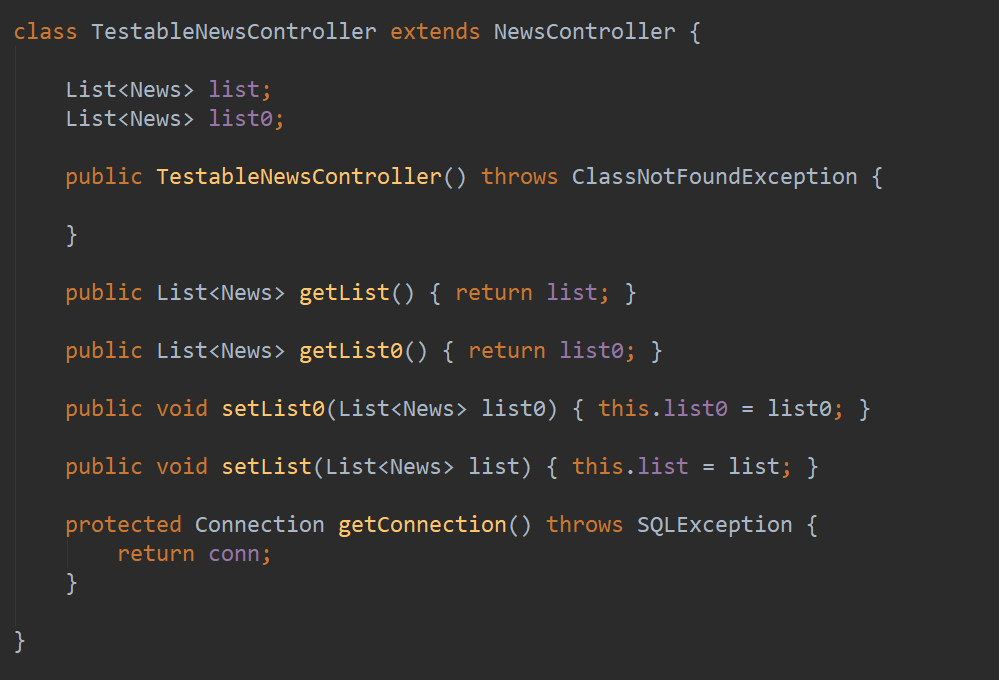 class TestableNewsController extends NewsController {
List<News> list;
List<News> list0;
public TestableNewsController() throws ClassNotFoundException {
}
public List<News> getList() { return list; }
public List<News> getList0() { return list0; }
public void setList0(List<News> list0) { this.list0 = list0; }
public void setList(List<News> list) { this.list = list; }
protected Connection getConnection() throws SQLException {
return conn;
}
}